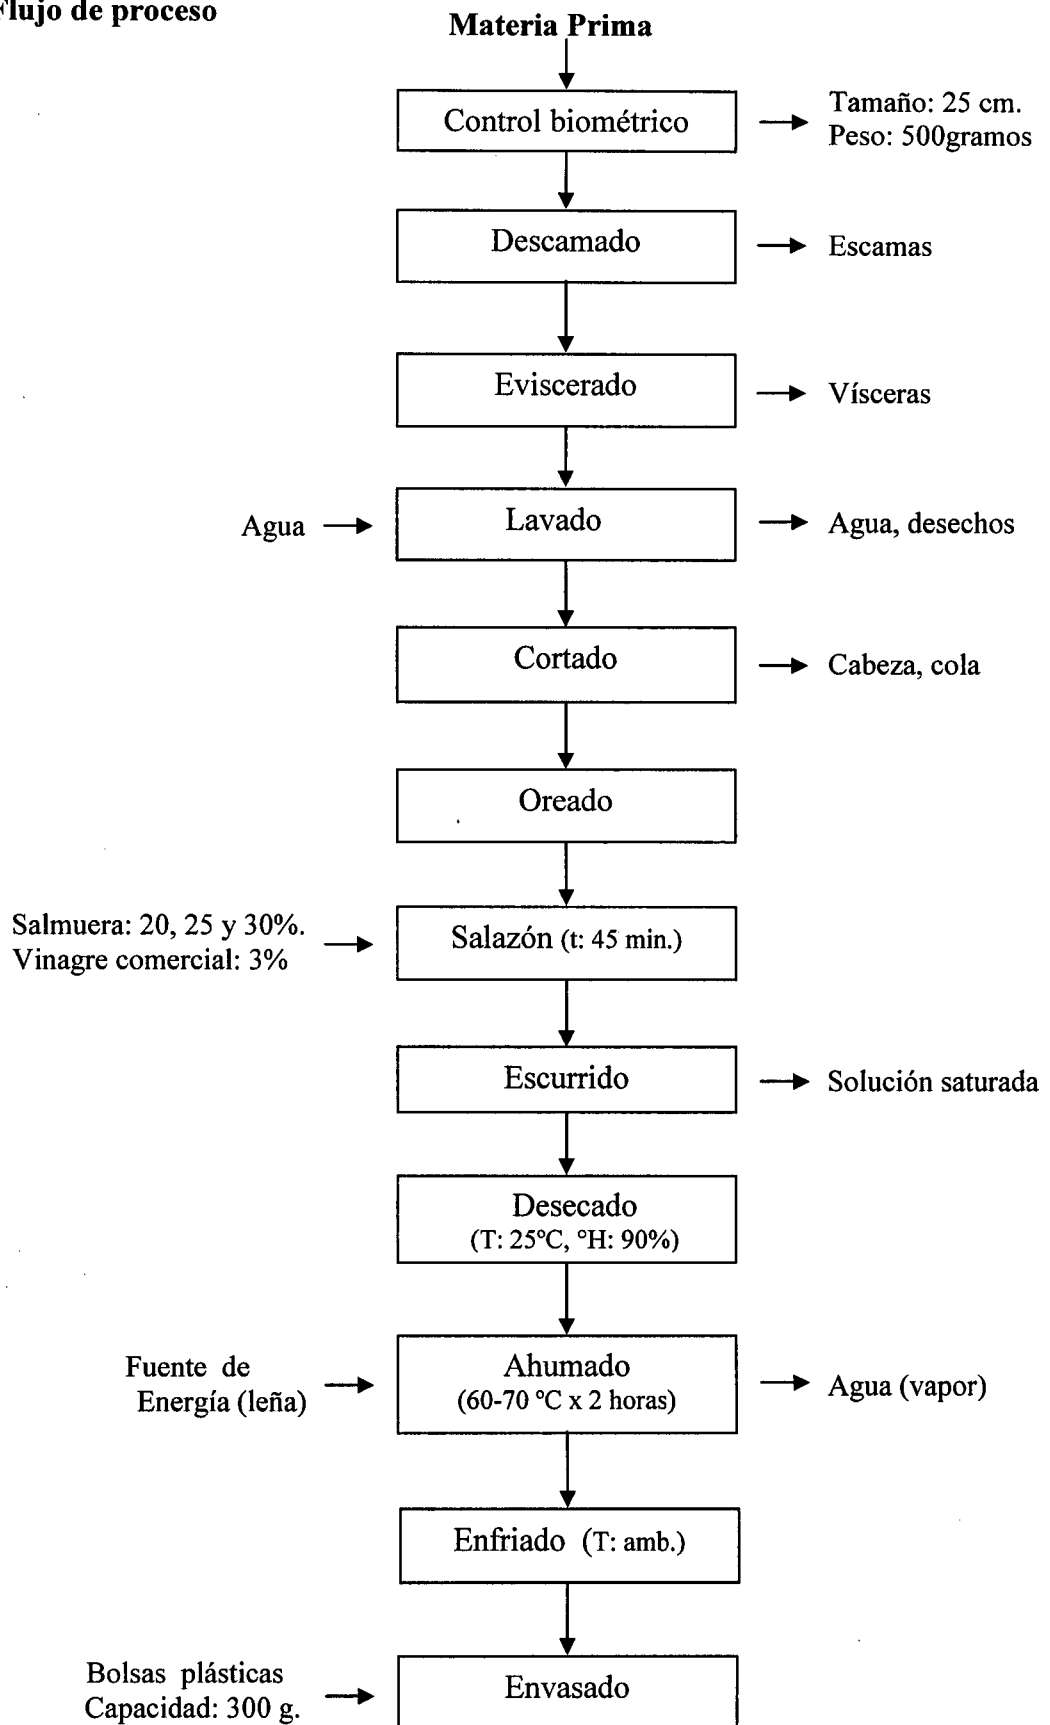 Flujo de proceso
Materia Prima
Control biométrico
Tamaño: 25 cm.
Peso: 500gramos
Descamado
Escamas
Eviscerado
Vísceras
Agua
Lavado
Agua, desechos
Cortado
Cabeza, cola
Oreado
Salmuera: 20, 25 y 30%.
Vinagre comercial: 3%
Salazón (t: 45 min.)
Escurrido
Solución saturada
Desecado
(T: 25ºC, °H: 90%)
Fuente de
Energía (leña)
Ahumado
(60-70 ºC x 2 horas)
Agua (vapor)
Enfriado (T: amb.)
Bolsas plásticas
Capacidad: 300 g.
Envasado